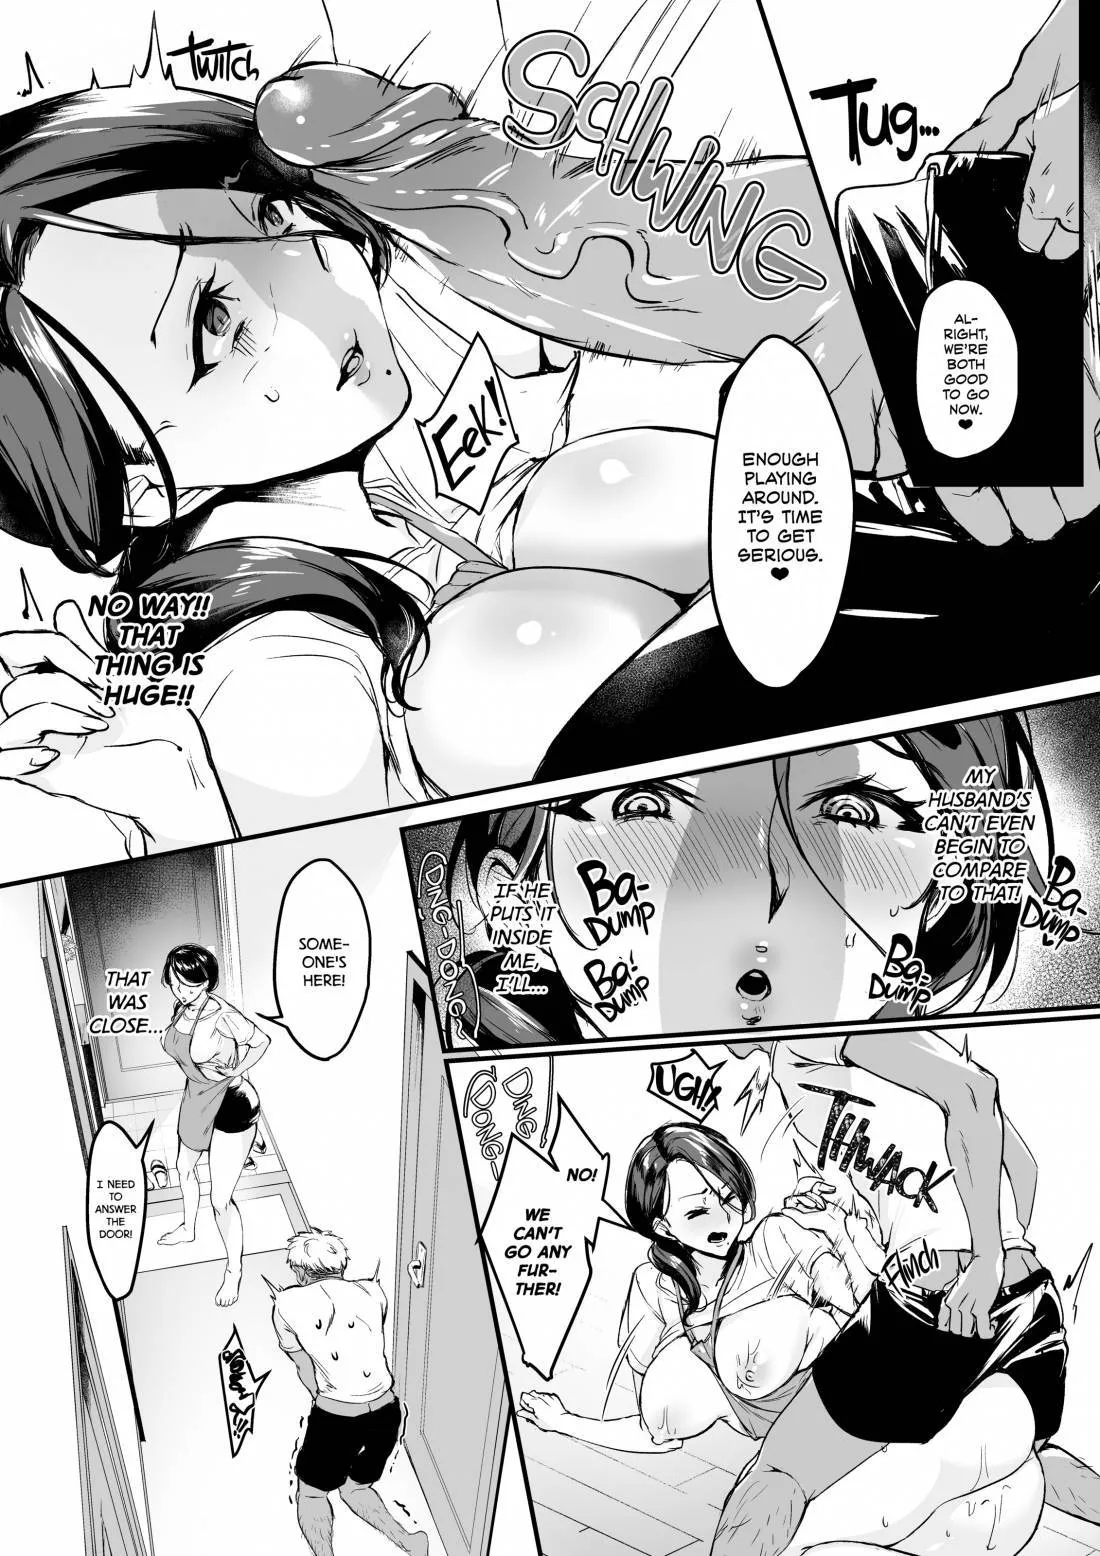 Tug...
AL-
RIGHT,
WE'RE
BOTH
GOOD
TO GO
NOW.
SCHWING
TWITCH
ENOUGH
PLAYING
AROUND.
IT'S TIME
TO GET
SERIOUS.
EEK!
NO WAY!!
THAT
THING IS
HUGE!!
MY
HUSBAND'S
CAN'T EVEN
BEGIN TO
COMPARE
TO THAT!
BA-
DUMP
BA-
DUMP
BA-
DUMP
BA-
DUMP
IF HE
PUTS IT
INSIDE
ME,
I'LL...
DING-DONG~
DING
DONG~
UGH!
THWACK
NO!
WE
CAN'T
GO ANY
FUR-
THER!
Flinch
SOME-
ONE'S
HERE!
THAT
WAS
CLOSE...
I NEED
TO
ANSWER
THE
DOOR!